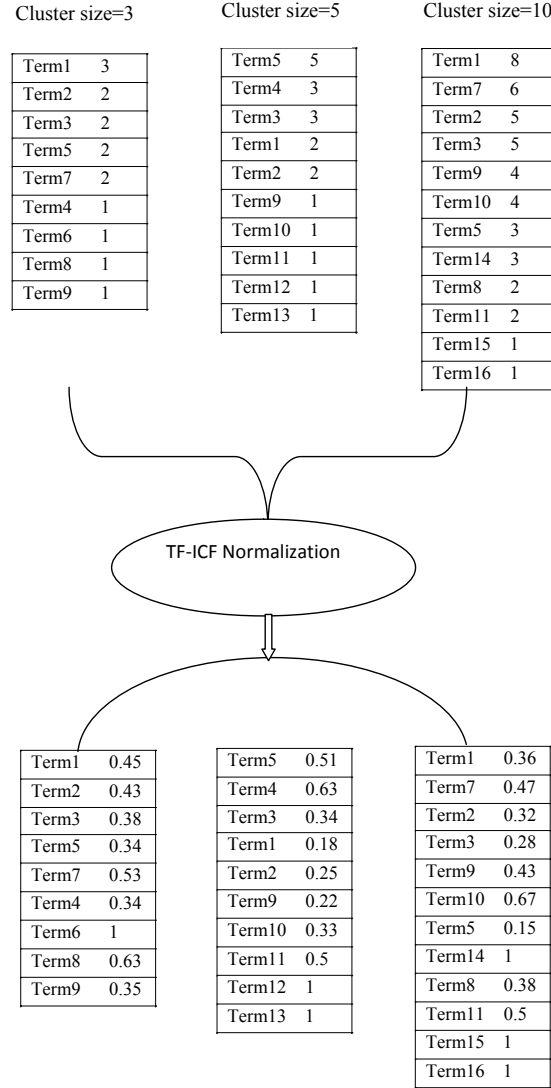 Cluster size=3
Term1 3
Term2 2
Term3 2
Term5 2
Term7 2
Term4 1
Term6 1
Term8 1
Term9 1
Cluster size=5
Term5 5
Term4 3
Term3 3
Term1 2
Term2 2
Term9 1
Term10 1
Term11 1
Term12 1
Term13 1
Cluster size=10
Term1 8
Term7 6
Term2 5
Term3 5
Term9 4
Term10 4
Term5 3
Term14 3
Term8 2
Term11 2
Term15 1
Term16 1
TF-ICF Normalization
Term1 0.45
Term2 0.43
Term3 0.38
Term5 0.34
Term7 0.53
Term4 0.34
Term6 1
Term8 0.63
Term9 0.35
Term5 0.51
Term4 0.63
Term3 0.34
Term1 0.18
Term2 0.25
Term9 0.22
Term10 0.33
Term11 0.5
Term12 1
Term13 1
Term1 0.36
Term7 0.47
Term2 0.32
Term3 0.28
Term9 0.43
Term10 0.67
Term5 0.15
Term14 1
Term8 0.38
Term11 0.5
Term15 1
Term16 1